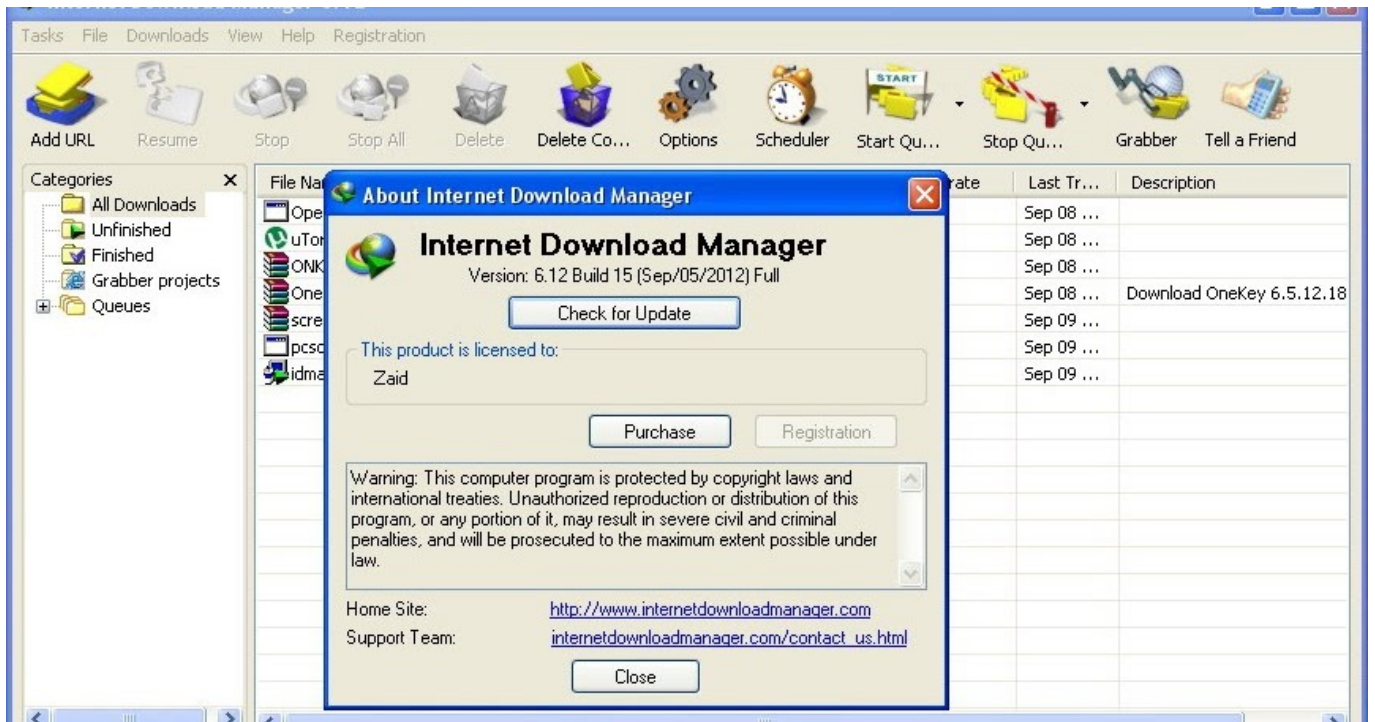 Tasks File Downloads View Help Registration
Add URL Resume Stop Stop All Delete Delete Co... Options Scheduler Start Qu... Stop Qu... Grabber Tell a Friend
START
Categories X
All Downloads
Unfinished
Finished
Grabber projects
Queues
File Na rate Last Tr... Description
Ope Sep 08 ...
uTor Sep 08 ...
ONK Sep 08 ...
One Sep 08 ... Download OneKey 6.5.12.18
scre Sep 09 ...
pcsc Sep 09 ...
idma Sep 09 ...
About Internet Download Manager
Internet Download Manager
Version: 6.12 Build 15 (Sep/05/2012) Full
Check for Update
This product is licensed to:
Zaid
Purchase Registration
Warning: This computer program is protected by copyright laws and
international treaties. Unauthorized reproduction or distribution of this
program, or any portion of it, may result in severe civil and criminal
penalties, and will be prosecuted to the maximum extent possible under
law.
Home Site: http://www.internetdownloadmanager.com
Support Team: internetdownloadmanager.com/contact_us.html
Close